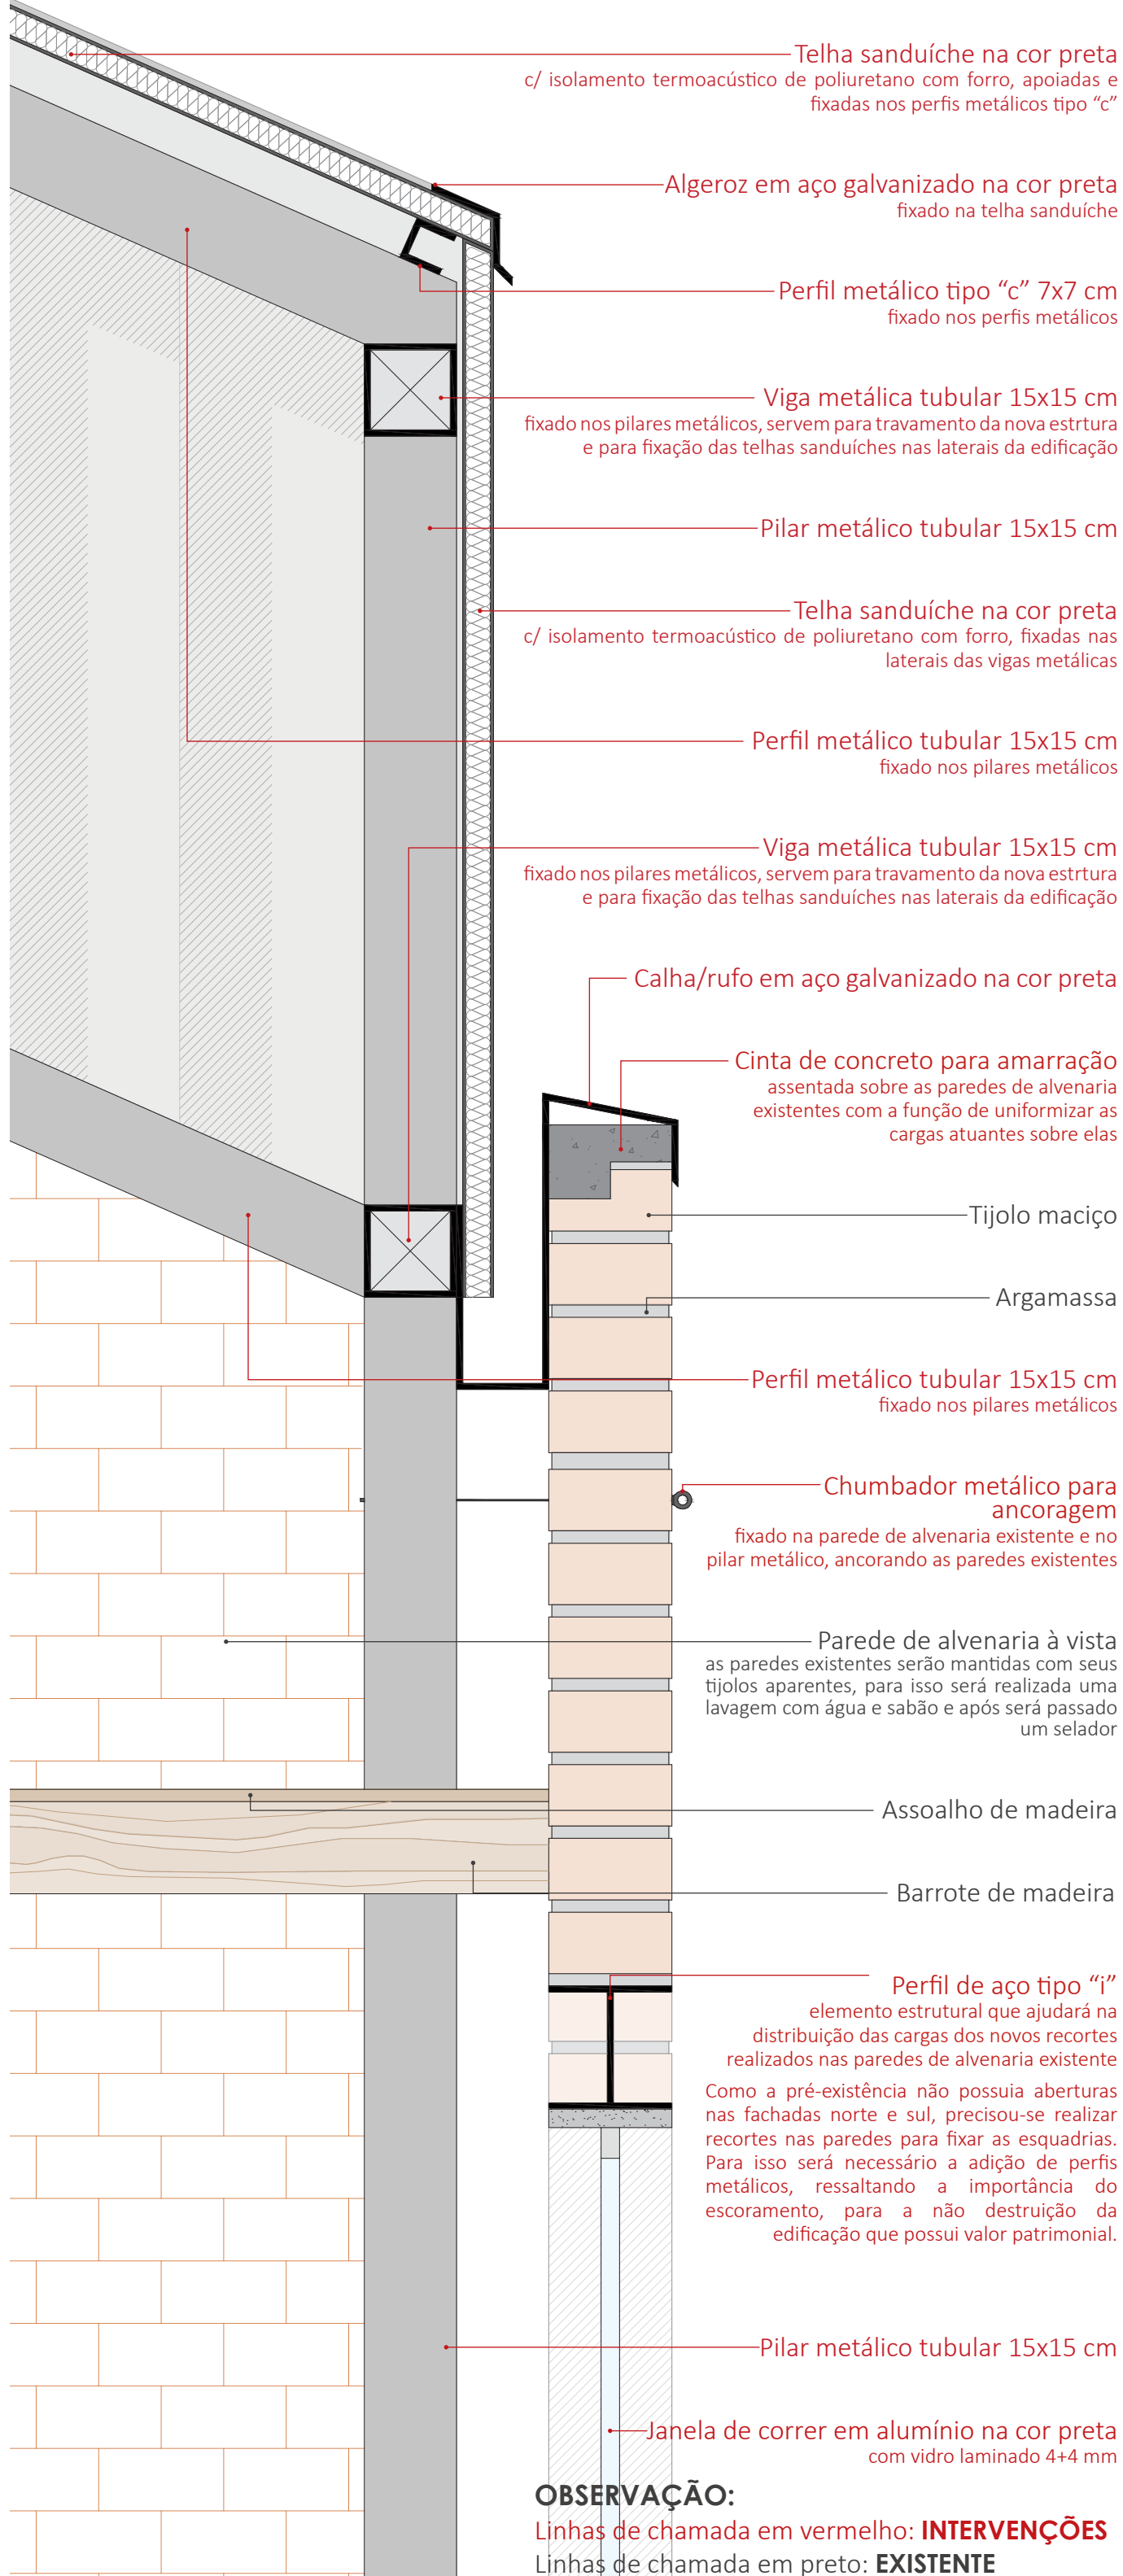 Telha sanduíche na cor preta
c/ isolamento termoacústico de poliuretano com forro, apoiadas e
fixadas nos perfis metálicos tipo “c”
Algeroz em aço galvanizado na cor preta
fixado na telha sanduíche
Perfil metálico tipo “c” 7x7 cm
fixado nos perfis metálicos
Viga metálica tubular 15x15 cm
fixado nos pilares metálicos, servem para travamento da nova estrtura
e para fixação das telhas sanduíches nas laterais da edificação
Pilar metálico tubular 15x15 cm
Telha sanduíche na cor preta
c/ isolamento termoacústico de poliuretano com forro, fixadas nas
laterais das vigas metálicas
Perfil metálico tubular 15x15 cm
fixado nos pilares metálicos
Viga metálica tubular 15x15 cm
fixado nos pilares metálicos, servem para travamento da nova estrtura
e para fixação das telhas sanduíches nas laterais da edificação
Calha/rufo em aço galvanizado na cor preta
Cinta de concreto para amarração
assentada sobre as paredes de alvenaria
existentes com a função de uniformizar as
cargas atuantes sobre elas
Tijolo maciço
Argamassa
Perfil metálico tubular 15x15 cm
fixado nos pilares metálicos
Chumbador metálico para
ancoragem
fixado na parede de alvenaria existente e no
pilar metálico, ancorando as paredes existentes
Parede de alvenaria à vista
as paredes existentes serão mantidas com seus
tijolos aparentes, para isso será realizada uma
lavagem com água e sabão e após será passado
um selador
Assoalho de madeira
Barrote de madeira
Perfil de aço tipo “i”
elemento estrutural que ajudará na
distribuição das cargas dos novos recortes
realizados nas paredes de alvenaria existente
Como a pré-existência não possuia aberturas
nas fachadas norte e sul, precisou-se realizar
recortes nas paredes para fixar as esquadrias.
Para isso será necessário a adição de perfis
metálicos, ressaltando a importância do
escoramento, para a não destruição da
edificação que possui valor patrimonial.
Pilar metálico tubular 15x15 cm
Janela de correr em alumínio na cor preta
com vidro laminado 4+4 mm
OBSERVAÇÃO:
Linhas de chamada em vermelho: INTERVENÇÕES
Linhas de chamada em preto: EXISTENTE